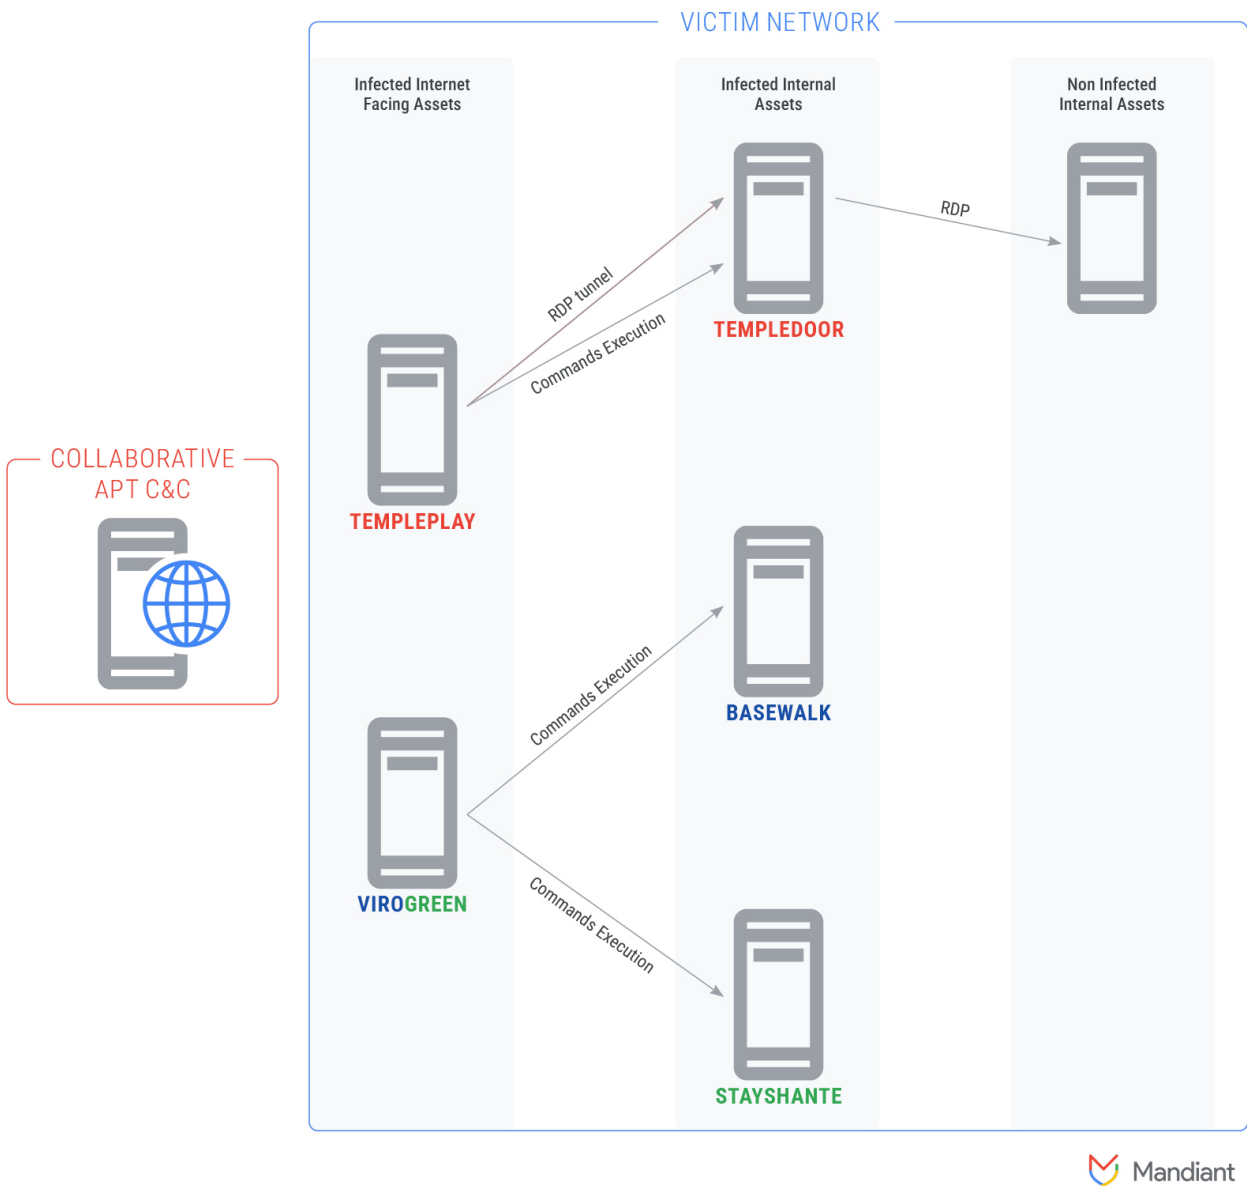 VICTIM NETWORK
Infected Internet
Facing Assets
Infected Internal
Assets
Non Infected
Internal Assets
RDP
RDP tunnel
Commands Execution
TEMPLEDOOR
COLLABORATIVE
APT C&C
TEMPLEPLAY
Commands Execution
BASEWALK
VIROGREEN
Commands Execution
STAYSHANTE
Mandiant